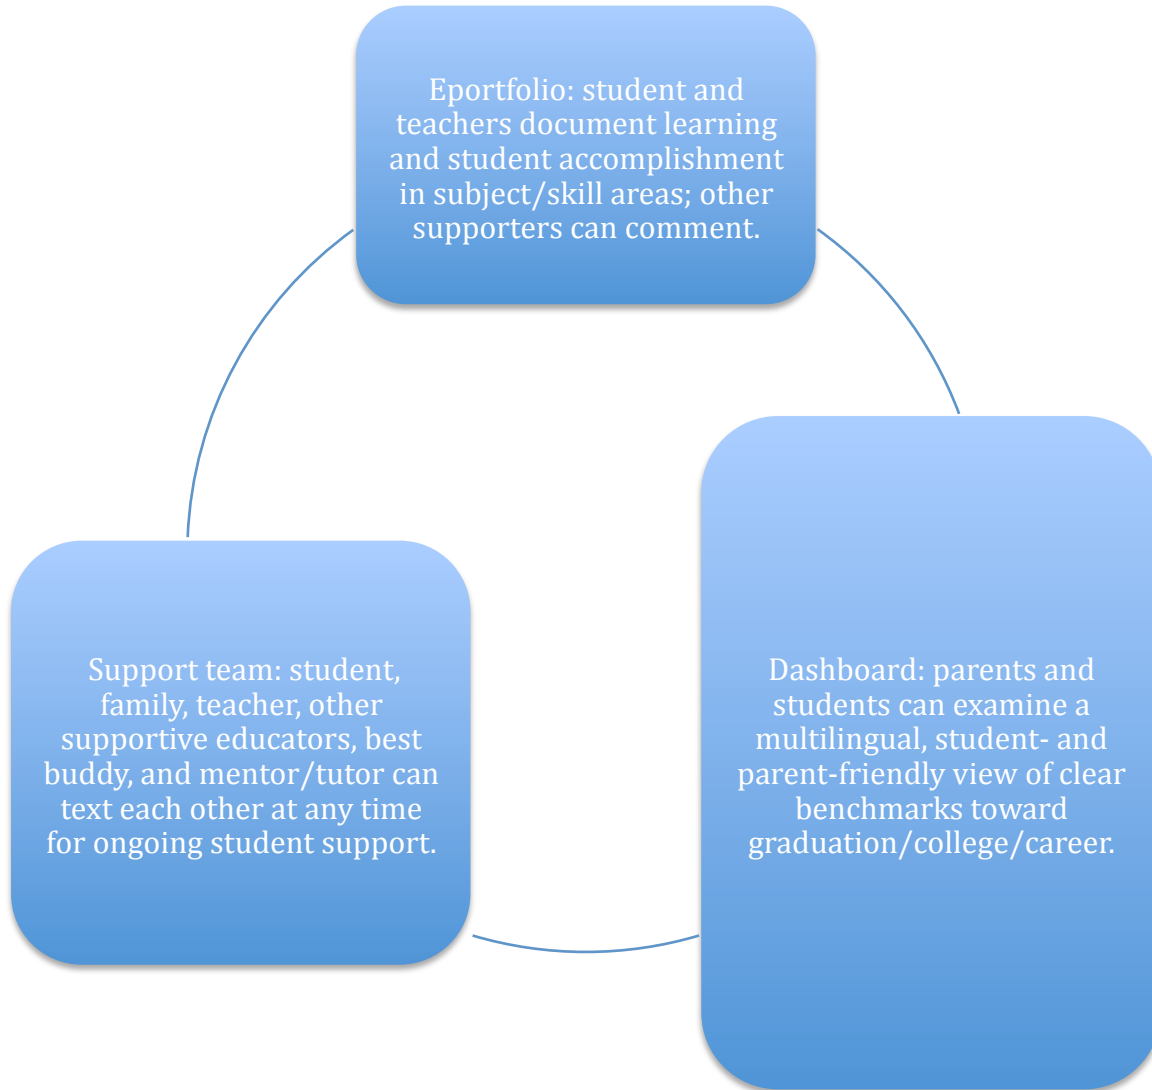 Eportfolio: student and
teachers document learning
and student accomplishment
in subject/skill areas; other
supporters can comment.
Support team: student,
family, teacher, other
supportive educators, best
buddy, and mentor/tutor can
text each other at any time
for ongoing student support.
Dashboard: parents and
students can examine a
multilingual, student- and
parent-friendly view of clear
benchmarks toward
graduation/college/career.